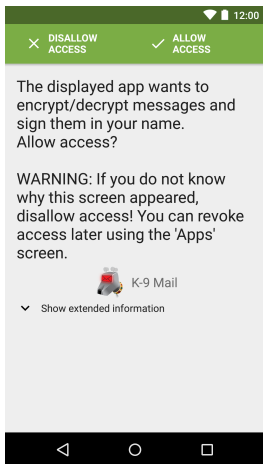 12:00
DISALLOW
ACCESS
ALLOW
ACCESS
The displayed app wants to
encrypt/decrypt messages and
sign them in your name.
Allow access?
WARNING: If you do not know
why this screen appeared,
disallow access! You can revoke
access later using the 'Apps'
screen.
K-9 Mail
Show extended information